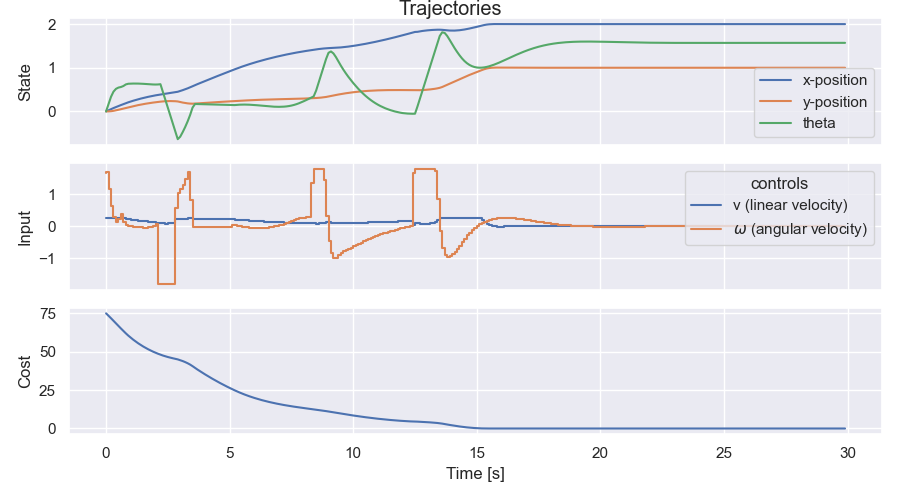 Trajectories
State
2
1
0
x-position
y-position
theta
Input
1
0
−1
controls
v (linear velocity)
ω (angular velocity)
Cost
75
50
25
0
0 5 10 15 20 25 30
Time [s]